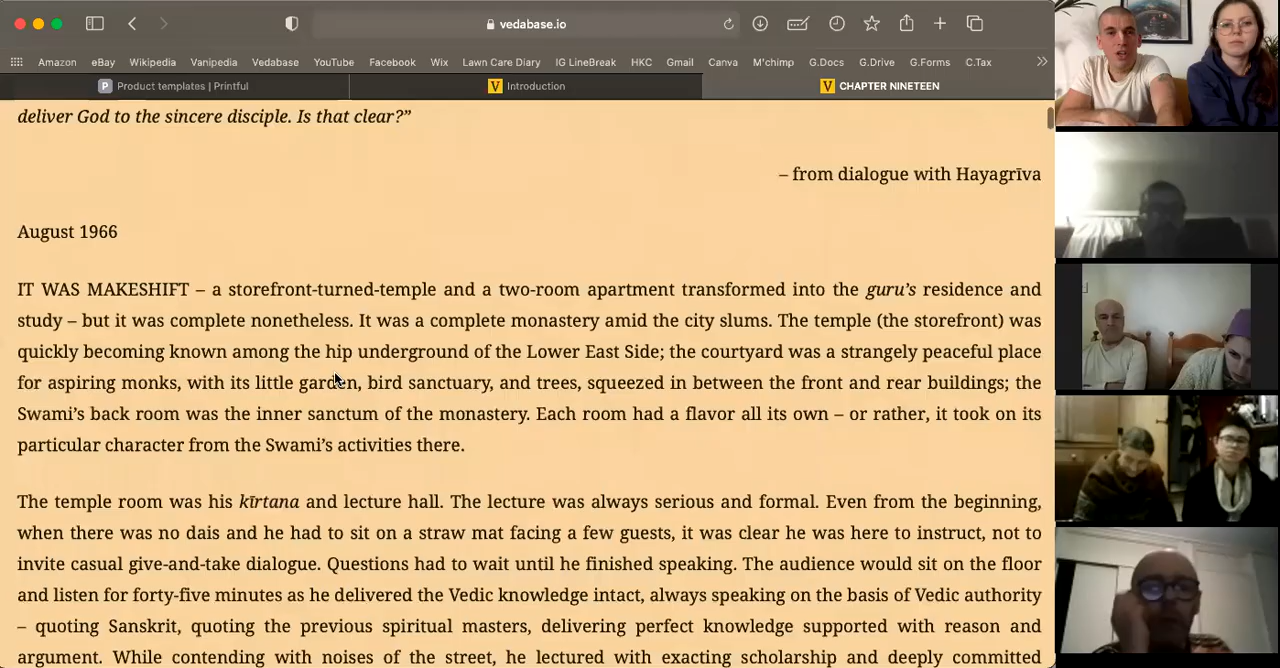 vedabase.io
Amazon eBay Wikipedia Vanipedia Vedabase YouTube Facebook Wix Lawn Care Diary IG LineBreak HKC Gmail Canva M'chimp G.Docs G.Drive G.Forms C.Tax
P Product templates | Printful V Introduction V CHAPTER NINETEEN
deliver God to the sincere disciple. Is that clear?”
– from dialogue with Hayagrīva
August 1966
IT WAS MAKESHIFT – a storefront-turned-temple and a two-room apartment transformed into the guru’s residence and
study – but it was complete nonetheless. It was a complete monastery amid the city slums. The temple (the storefront) was
quickly becoming known among the hip underground of the Lower East Side; the courtyard was a strangely peaceful place
for aspiring monks, with its little garden, bird sanctuary, and trees, squeezed in between the front and rear buildings; the
Swami’s back room was the inner sanctum of the monastery. Each room had a flavor all its own – or rather, it took on its
particular character from the Swami’s activities there.
The temple room was his kīrtana and lecture hall. The lecture was always serious and formal. Even from the beginning,
when there was no dais and he had to sit on a straw mat facing a few guests, it was clear he was here to instruct, not to
invite casual give-and-take dialogue. Questions had to wait until he finished speaking. The audience would sit on the floor
and listen for forty-five minutes as he delivered the Vedic knowledge intact, always speaking on the basis of Vedic authority
– quoting Sanskrit, quoting the previous spiritual masters, delivering perfect knowledge supported with reason and
argument. While contending with noises of the street, he lectured with exacting scholarship and deeply committed